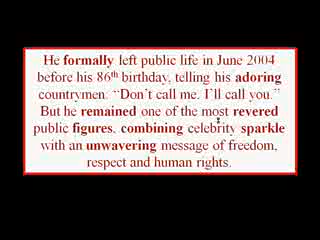 He formally left public life in June 2004
before his 86th birthday, telling his adoring
countrymen: “Don't call me. I'll call you.”
But he remained one of the most revered
public figures, combining celebrity sparkle
with an unwavering message of freedom,
respect and human rights.